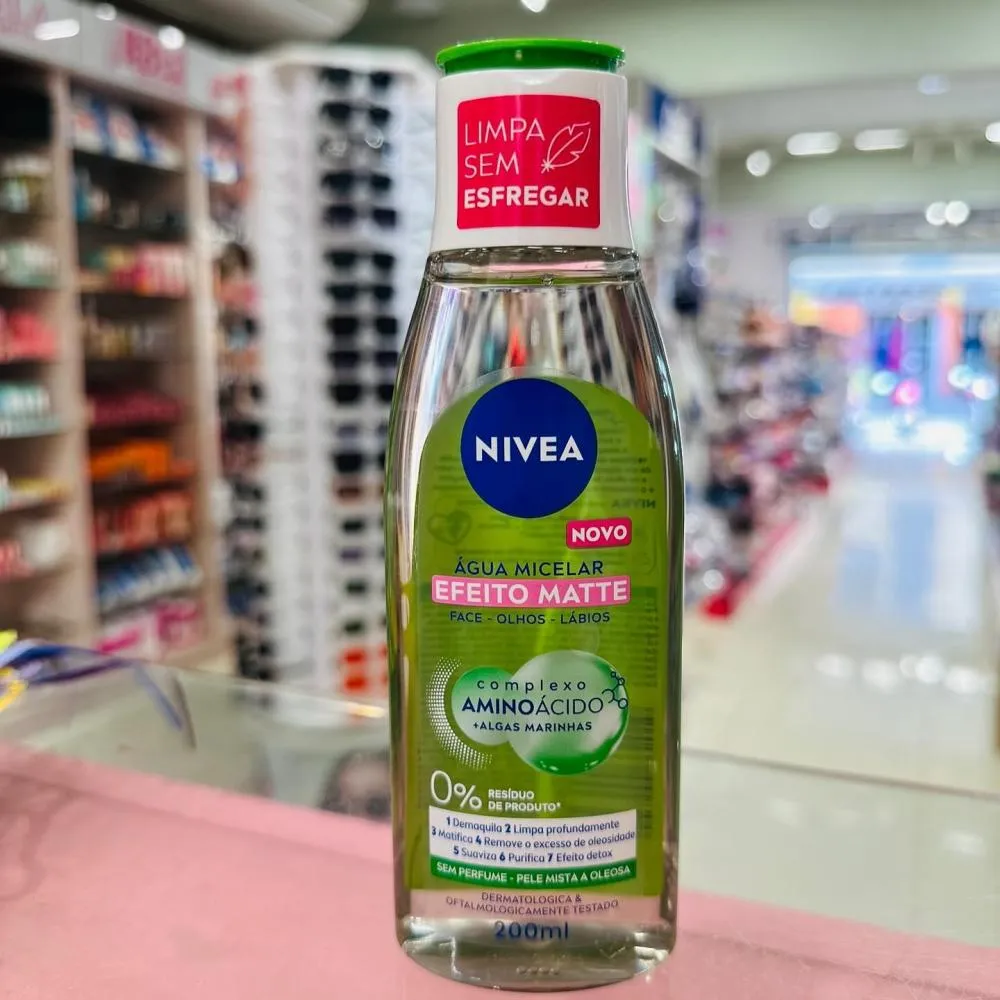 LIMPA
SEM
ESFREGAR
NIVEA
NOVO
ÁGUA MICELAR
EFEITO MATTE
FACE - OLHOS - LÁBIOS
complexo
AMINOÁCIDO
+ALGAS MARINHAS
0% RESÍDUO
DE PRODUTO*
1 Demaquila 2 Limpa profundamente
3 Matifica 4 Remove o excesso de oleosidade
5 Suaviza 6 Purifica 7 Efeito detox
SEM PERFUME - PELE MISTA A OLEOSA
DERMATOLOGICA &
OFTALMOLOGICAMENTE TESTADO
200ml